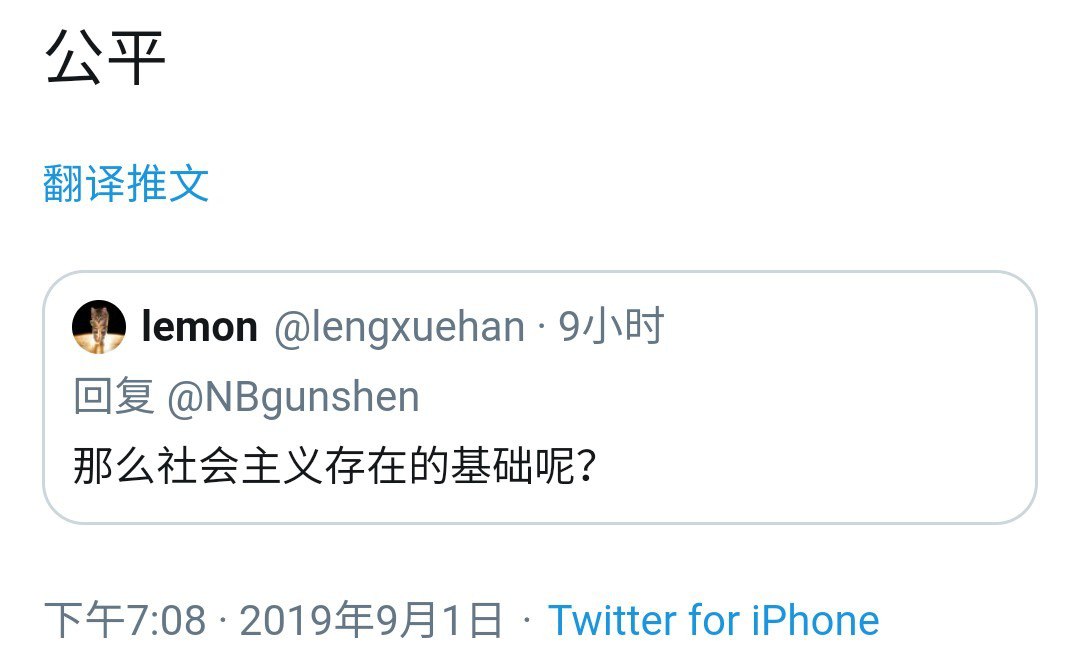 公平
翻译推文
lemon @lengxuehan · 9小时
回复 @NBgunshen
那么社会主义存在的基础呢？
下午7:08 · 2019年9月1日 · Twitter for iPhone